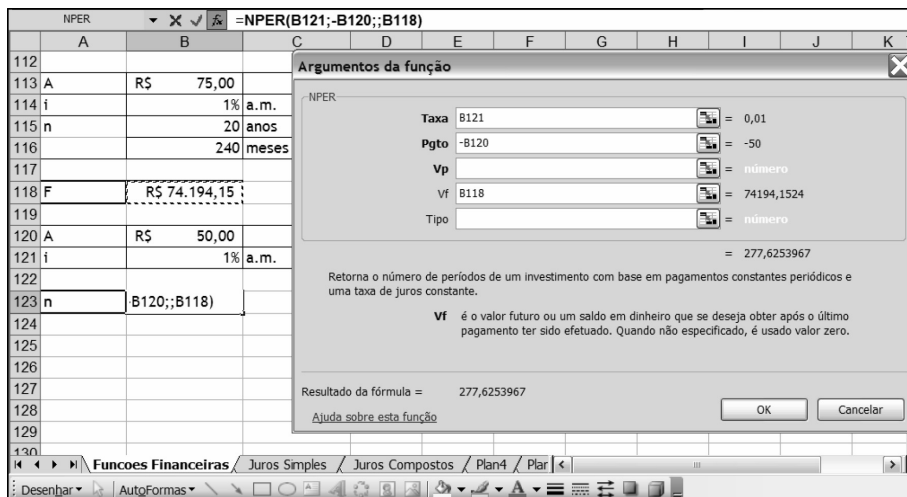 NPER =NPER(B121;-B120;;B118)
A B C D E F G H I J K
112
113 A R$ 75,00
114 i 1% a.m.
115 n 20 anos
116 240 meses
117
118 F R$ 74.194,15
119
120 A R$ 50,00
121 i 1% a.m.
122
123 n -B120;;B118)
124
125
126
127
128
129
130
Argumentos da função
NPER
Taxa B121 = 0,01
Pgto -B120 = -50
Vp = número
Vf B118 = 74194,1524
Tipo = número
= 277,6253967
Retorna o número de períodos de um investimento com base em pagamentos constantes periódicos e
uma taxa de juros constante.
Vf é o valor futuro ou um saldo em dinheiro que se deseja obter após o último
pagamento ter sido efetuado. Quando não especificado, é usado valor zero.
Resultado da fórmula = 277,6253967
Ajuda sobre esta função
OK Cancelar
Funcoes Financeiras / Juros Simples / Juros Compostos / Plan4 / Plar
Desenhar AutoFormas